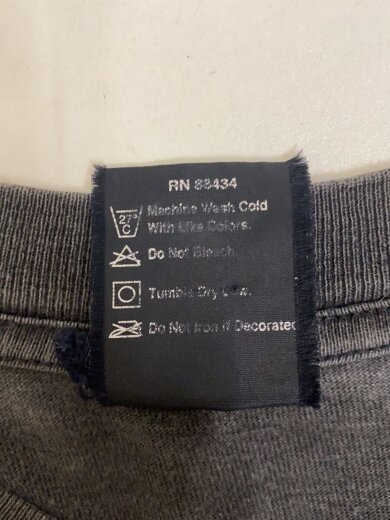 RN 88434
27°
C
Machine Wash Cold
With Like Colors.
Do Not Bleach
Tumble Dry Low.
Do Not Iron if Decorated